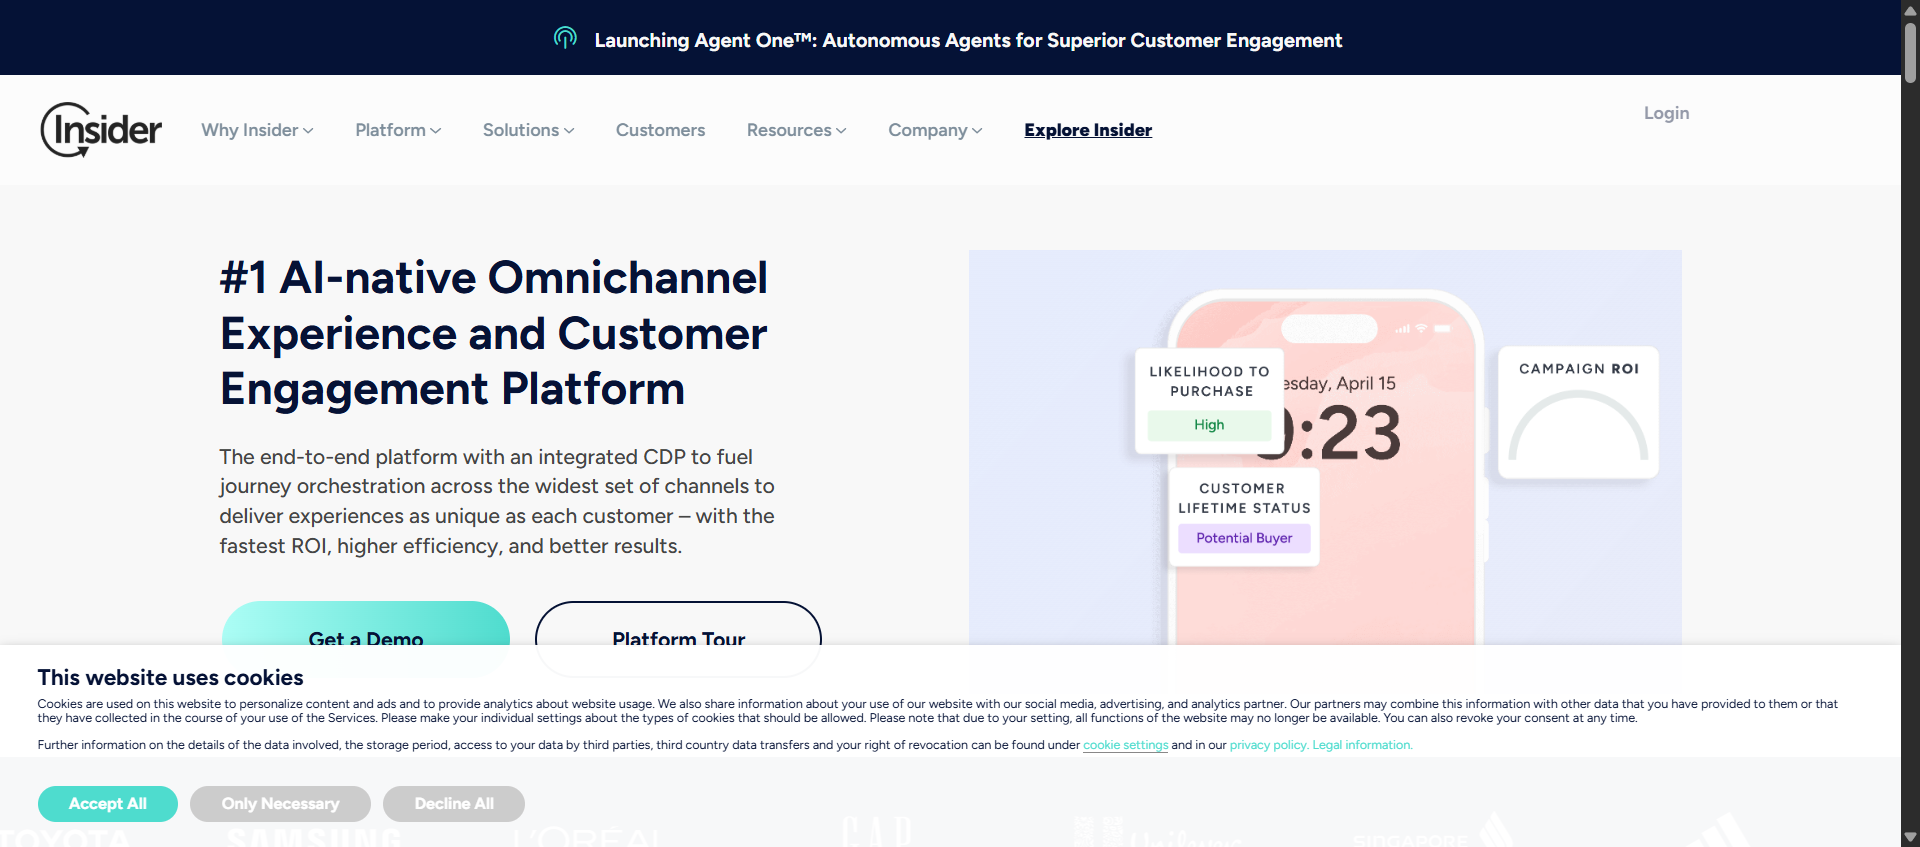 Launching Agent One™: Autonomous Agents for Superior Customer Engagement
Insider
Why Insider
Platform
Solutions
Customers
Resources
Company
Explore Insider
Login
#1 AI-native Omnichannel
Experience and Customer
Engagement Platform
The end-to-end platform with an integrated CDP to fuel
journey orchestration across the widest set of channels to
deliver experiences as unique as each customer – with the
fastest ROI, higher efficiency, and better results.
Get a Demo
Platform Tour
LIKELIHOOD TO
PURCHASE
High
esday, April 15
:23
CUSTOMER
LIFETIME STATUS
Potential Buyer
CAMPAIGN ROI
This website uses cookies
Cookies are used on this website to personalize content and ads and to provide analytics about website usage. We also share information about your use of our website with our social media, advertising, and analytics partner. Our partners may combine this information with other data that you have provided to them or that
they have collected in the course of your use of the Services. Please make your individual settings about the types of cookies that should be allowed. Please note that due to your setting, all functions of the website may no longer be available. You can also revoke your consent at any time.
Further information on the details of the data involved, the storage period, access to your data by third parties, third country data transfers and your right of revocation can be found under cookie settings and in our privacy policy. Legal information.
Accept All
Only Necessary
Decline All
TOYOTA
SAMSUNG
L'ORÉAL
GAP
Unilever
SINGAPORE